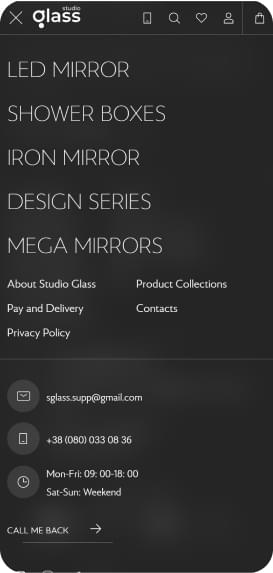 studio
glass
LED MIRROR
SHOWER BOXES
IRON MIRROR
DESIGN SERIES
MEGA MIRRORS
About Studio Glass Product Collections
Pay and Delivery Contacts
Privacy Policy
sglass.supp@gmail.com
+38 (080) 033 08 36
Mon-Fri: 09: 00-18: 00
Sat-Sun: Weekend
CALL ME BACK